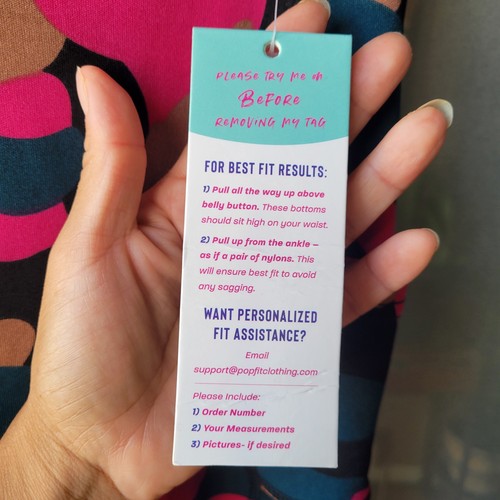 PLEASE TRY ME ON
BEFORE
REMOVING MY TAG
FOR BEST FIT RESULTS:
1) Pull all the way up above
belly button. These bottoms
should sit high on your waist.
2) Pull up from the ankle –
as if a pair of nylons. This
will ensure best fit to avoid
any sagging.
WANT PERSONALIZED
FIT ASSISTANCE?
Email
support@popfitclothing.com
Please Include:
1) Order Number
2) Your Measurements
3) Pictures- if desired